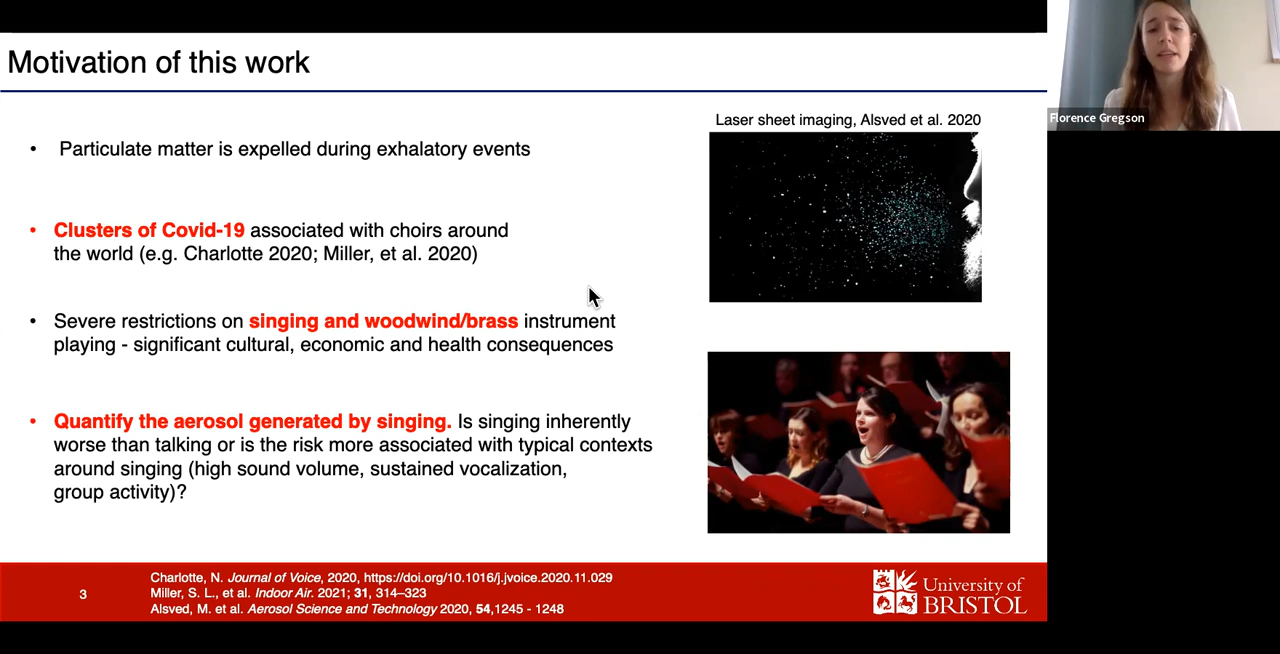 Motivation of this work
Laser sheet imaging, Alsved et al. 2020
• Particulate matter is expelled during exhalatory events
• Clusters of Covid-19 associated with choirs around
the world (e.g. Charlotte 2020; Miller, et al. 2020)
• Severe restrictions on singing and woodwind/brass instrument
playing - significant cultural, economic and health consequences
• Quantify the aerosol generated by singing. Is singing inherently
worse than talking or is the risk more associated with typical contexts
around singing (high sound volume, sustained vocalization,
group activity)?
3
Charlotte, N. Journal of Voice, 2020, https://doi.org/10.1016/j.jvoice.2020.11.029
Miller, S. L., et al. Indoor Air. 2021; 31, 314–323
Alsved, M. et al. Aerosol Science and Technology 2020, 54,1245 - 1248
University of
BRISTOL
Florence Gregson